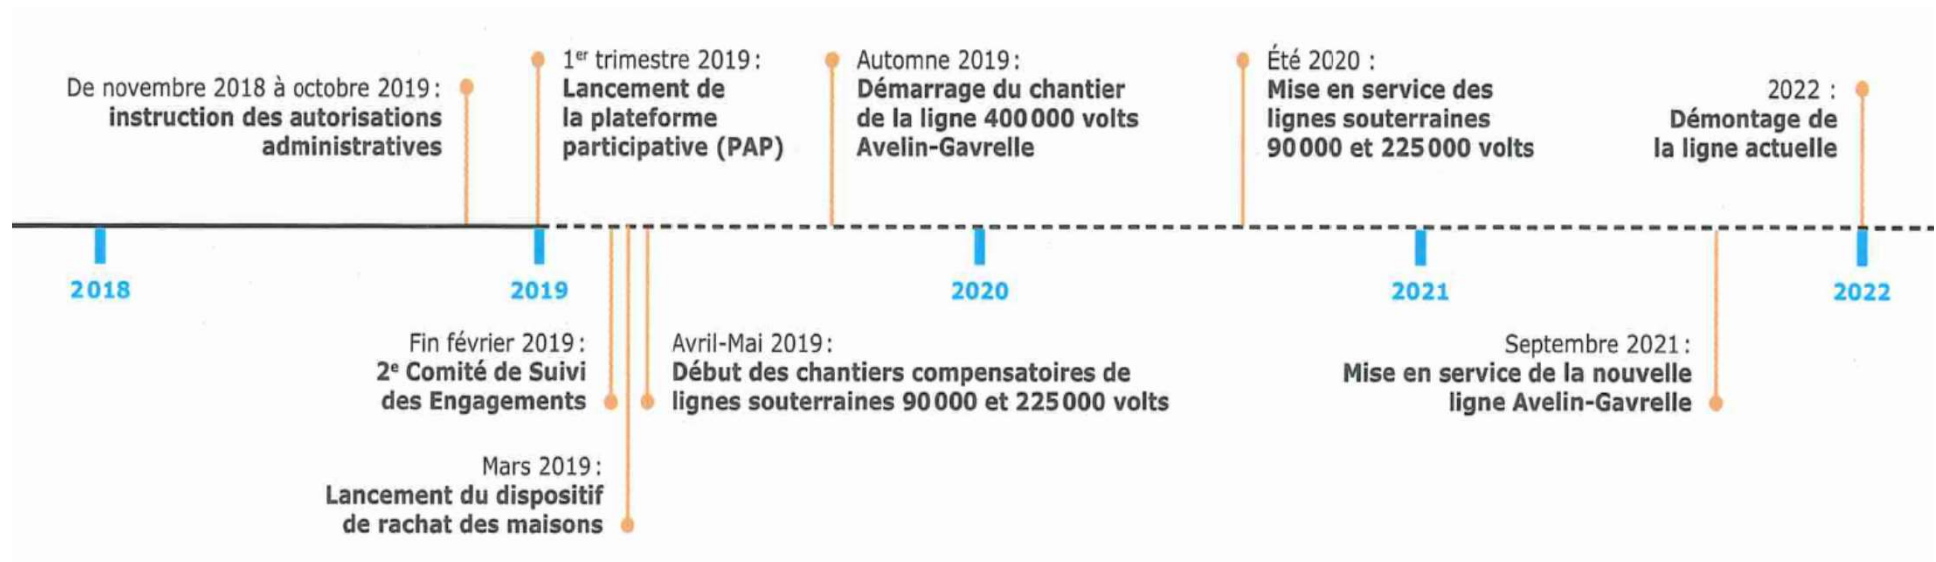 De novembre 2018 à octobre 2019 :
instruction des autorisations
administratives
1er trimestre 2019 :
Lancement de
la plateforme
participative (PAP)
Automne 2019 :
Démarrage du chantier
de la ligne 400 000 volts
Avelin-Gavrelle
Été 2020 :
Mise en service des
lignes souterraines
90 000 et 225 000 volts
2022 :
Démontage de
la ligne actuelle
2018
2019
2020
2021
2022
Fin février 2019 :
2e Comité de Suivi
des Engagements
Avril-Mai 2019 :
Début des chantiers compensatoires de
lignes souterraines 90 000 et 225 000 volts
Septembre 2021 :
Mise en service de la nouvelle
ligne Avelin-Gavrelle
Mars 2019 :
Lancement du dispositif
de rachat des maisons